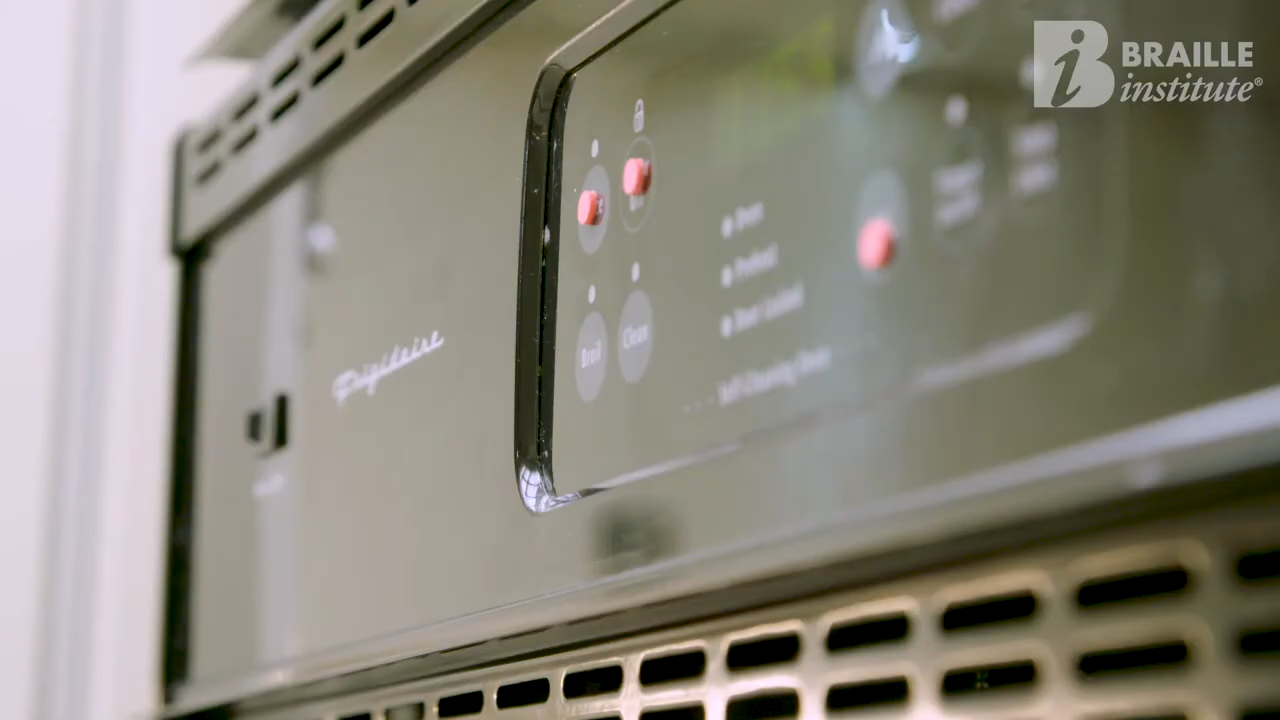 BRAILLE
institute®
Frigidaire
Broil
Clean
Oven
Preheat
Door Locked
Self-Cleaning Oven